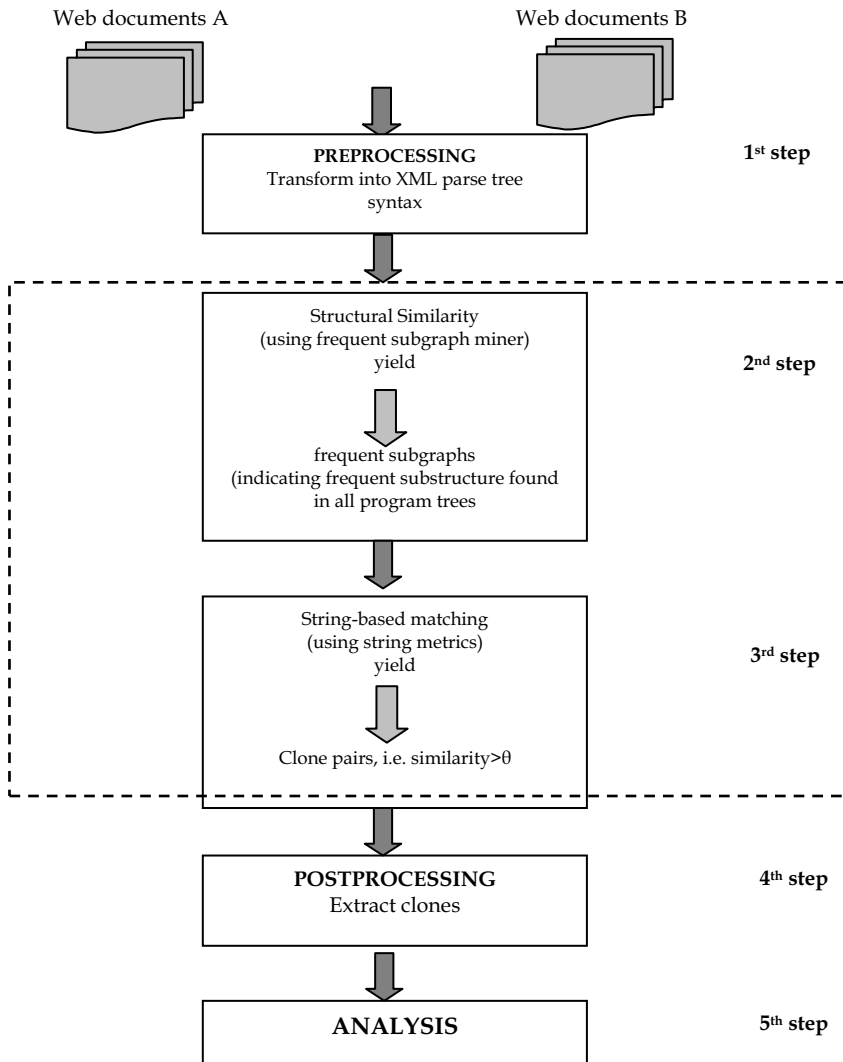 Web documents A
Web documents B
PREPROCESSING
Transform into XML parse tree
syntax
1st step
Structural Similarity
(using frequent subgraph miner)
yield
2nd step
frequent subgraphs
(indicating frequent substructure found
in all program trees
String-based matching
(using string metrics)
yield
3rd step
Clone pairs, i.e. similarity>θ
POSTPROCESSING
Extract clones
4th step
ANALYSIS
5th step